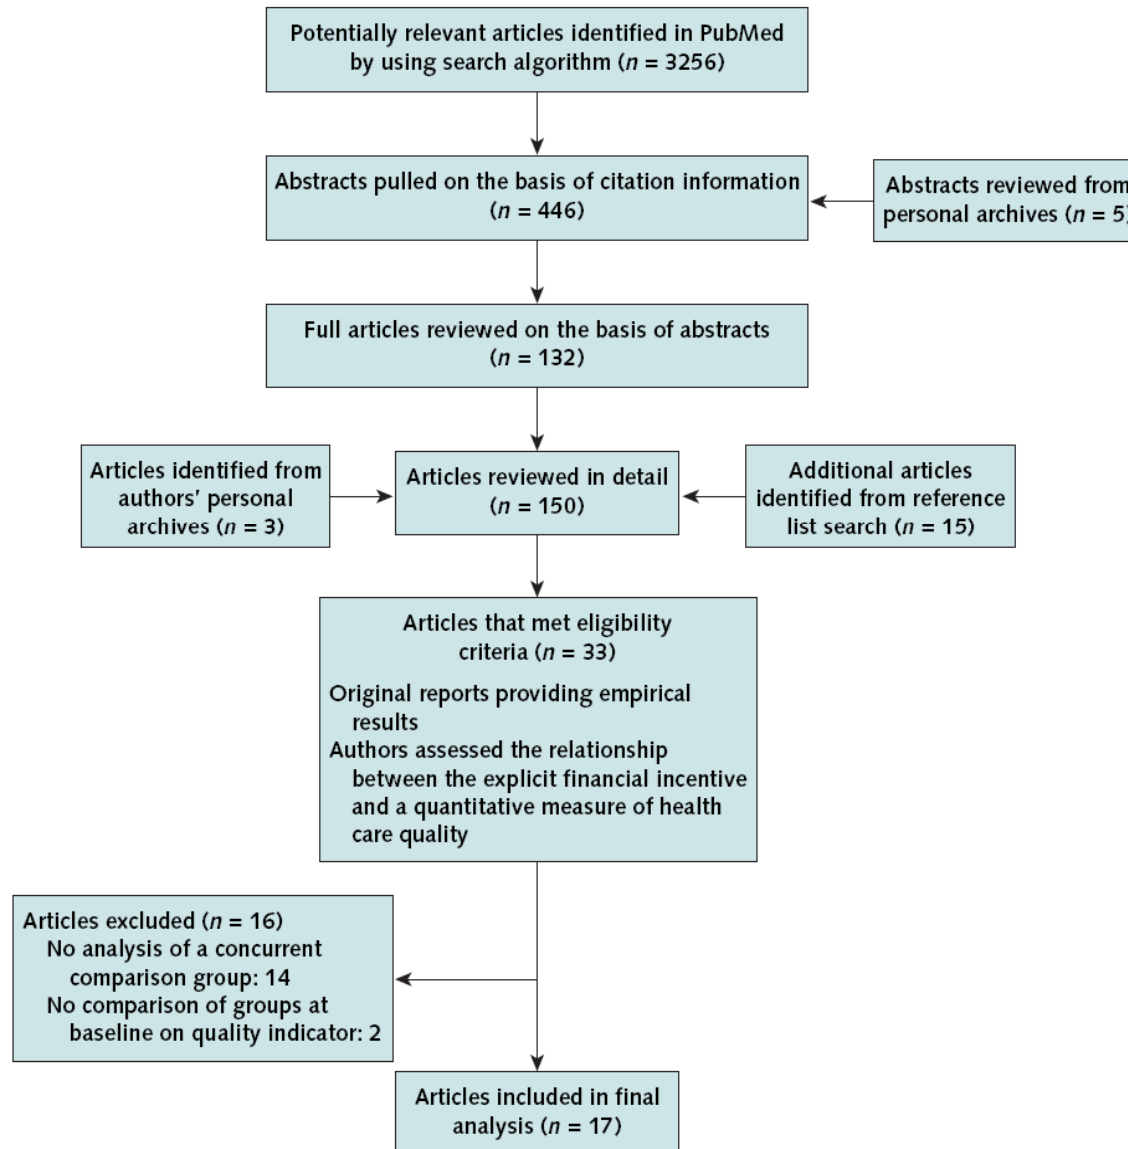 Potentially relevant articles identified in PubMed
by using search algorithm (n = 3256)
Abstracts pulled on the basis of citation information
(n = 446)
Abstracts reviewed from
personal archives (n = 5)
Full articles reviewed on the basis of abstracts
(n = 132)
Articles identified from
authors' personal
archives (n = 3)
Articles reviewed in detail
(n = 150)
Additional articles
identified from reference
list search (n = 15)
Articles that met eligibility
criteria (n = 33)
Original reports providing empirical
results
Authors assessed the relationship
between the explicit financial incentive
and a quantitative measure of health
care quality
Articles excluded (n = 16)
No analysis of a concurrent
comparison group: 14
No comparison of groups at
baseline on quality indicator: 2
Articles included in final
analysis (n = 17)